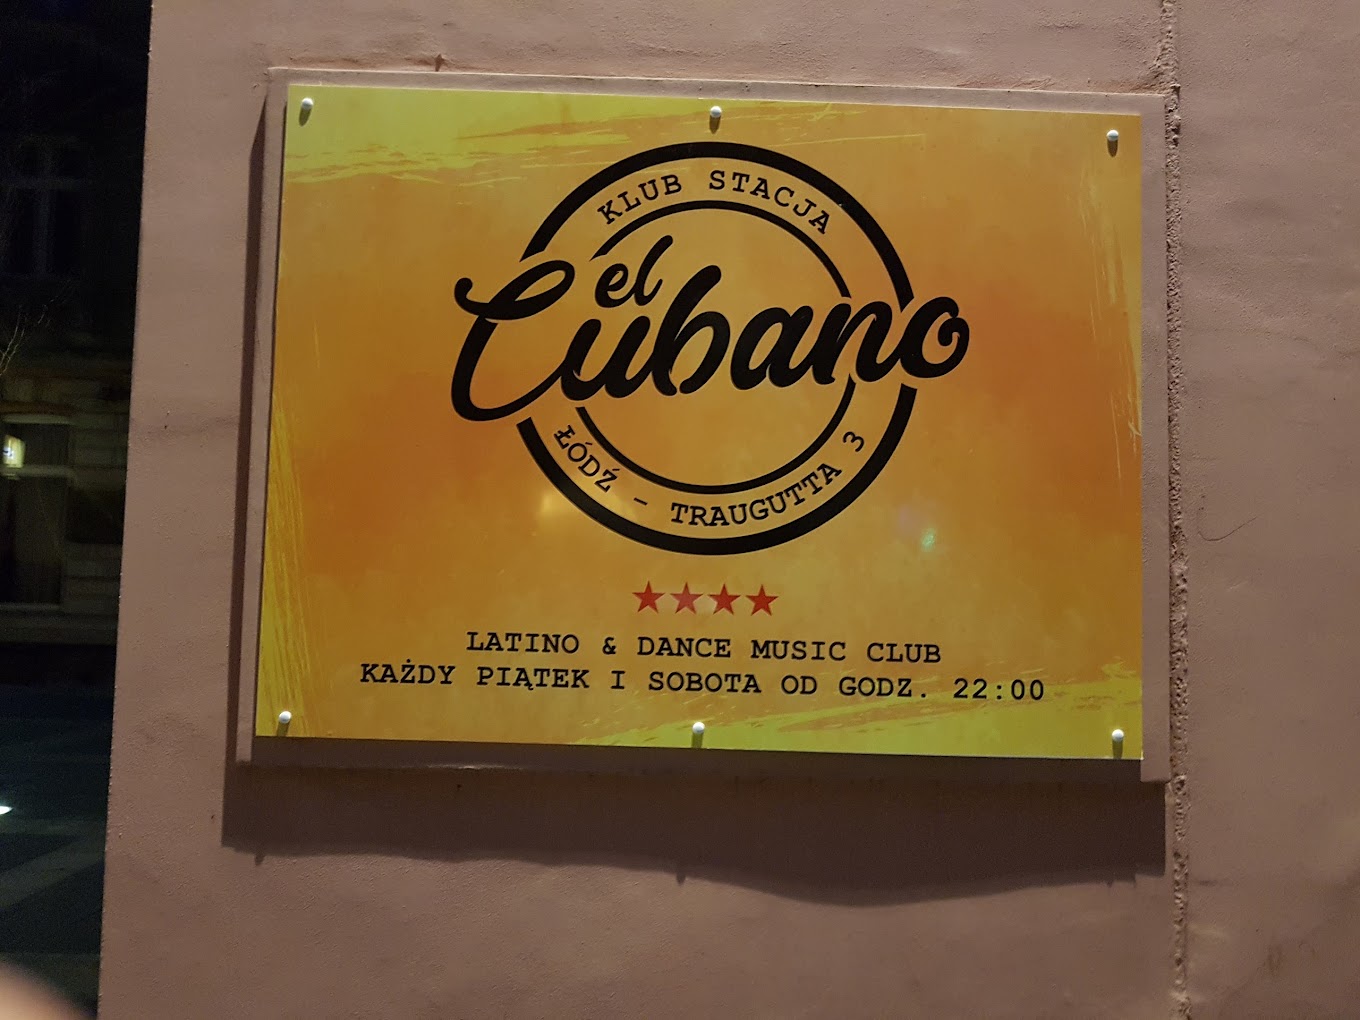 KLUB STACJA
el
Cubano
ŁÓDŹ - TRAUGUTTA 3
LATINO & DANCE MUSIC CLUB
KAŻDY PIĄTEK I SOBOTA OD GODZ. 22:00